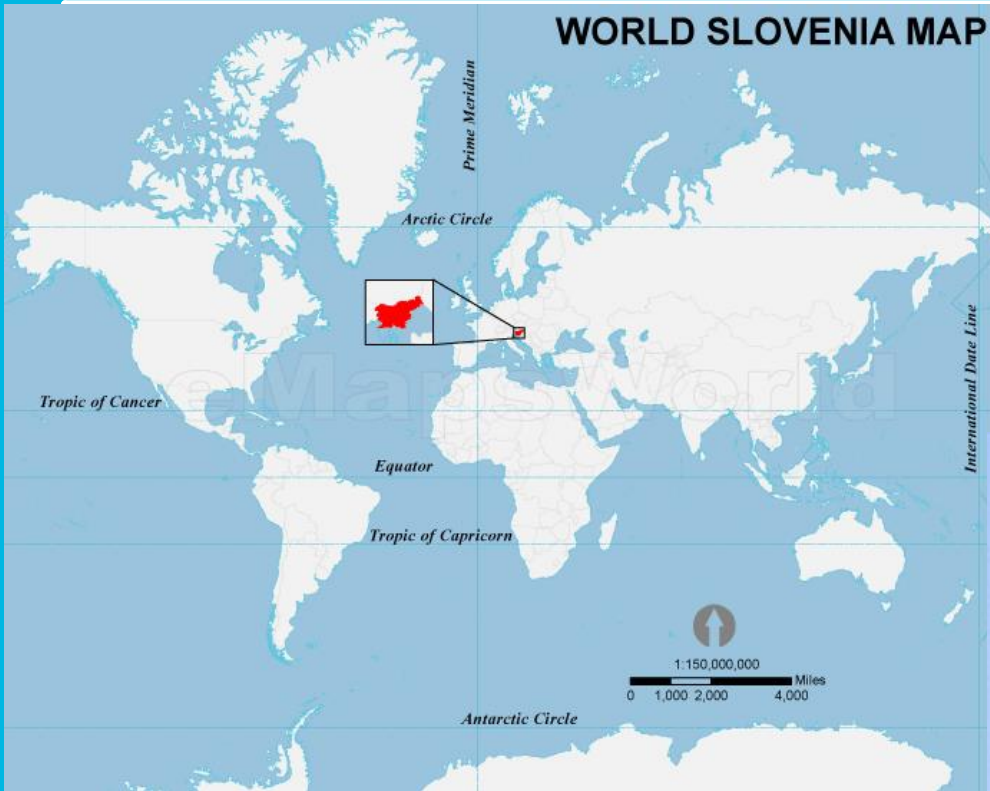 WORLD SLOVENIA MAP
Prime Meridian
Arctic Circle
International Date Line
eMapsWorld
Tropic of Cancer
Equator
Tropic of Capricorn
1:150,000,000
Miles
0 1,000 2,000 4,000
Antarctic Circle